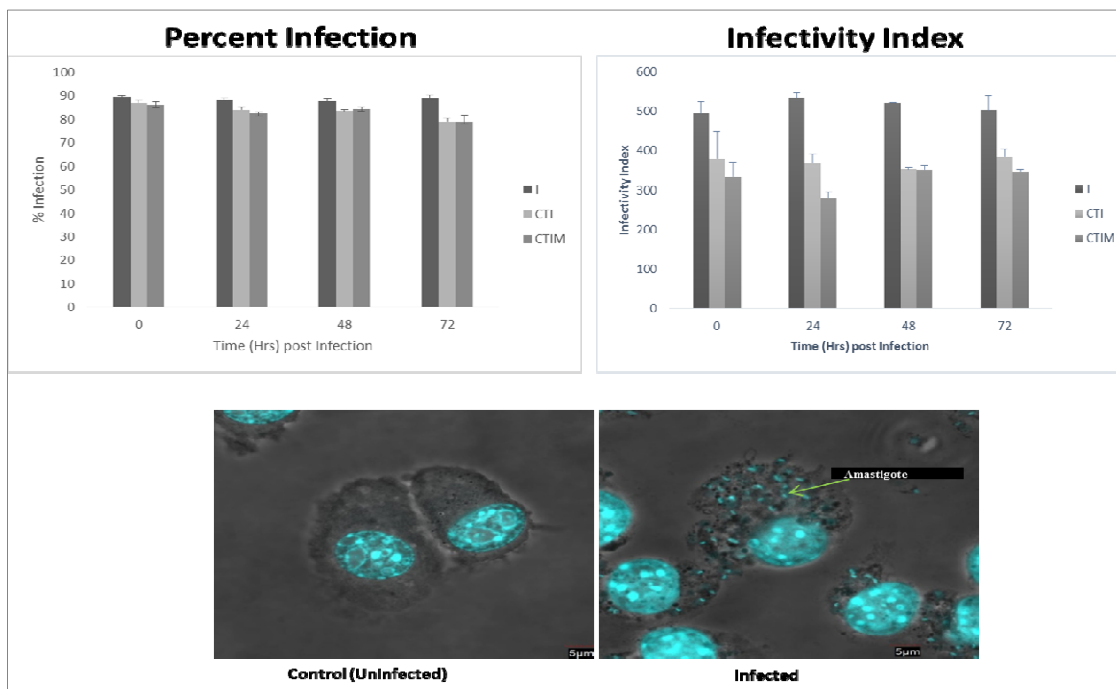 Percent Infection
100
90
80
70
60
50
40
30
20
10
0
% Infection
0 24 48 72
Time (Hrs) post Infection
I
CTI
CTIM
Infectivity Index
600
500
400
300
200
100
0
Infectivity Index
0 24 48 72
Time (Hrs) post Infection
I
CTI
CTIM
Amastigote
5µm
5µm
Control (Uninfected)
Infected